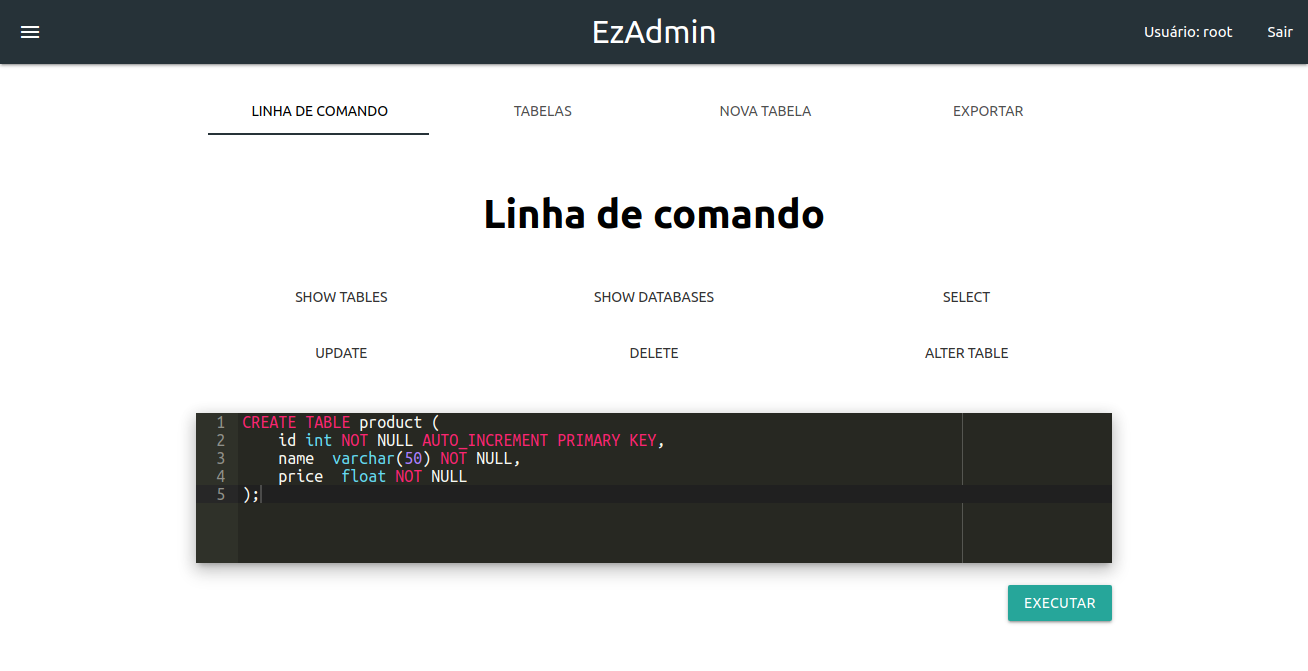 EzAdmin
Usuário: root
Sair
LINHA DE COMANDO
TABELAS
NOVA TABELA
EXPORTAR
Linha de comando
SHOW TABLES
SHOW DATABASES
SELECT
UPDATE
DELETE
ALTER TABLE
1 CREATE TABLE product (
2     id int NOT NULL AUTO_INCREMENT PRIMARY KEY,
3     name  varchar(50) NOT NULL,
4     price  float NOT NULL
5 );
EXECUTAR